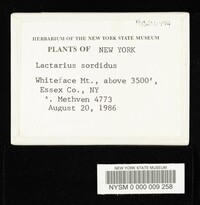 HERBARIUM OF THE NEW YORK STATE MUSEUM
PLANTS OF NEW YORK
Lactarius sordidus
Whiteface Mt., above 3500',
Essex Co., NY
. Methven 4773
August 20, 1986
NEW YORK STATE MUSEUM
NYSM 0 000 009 258